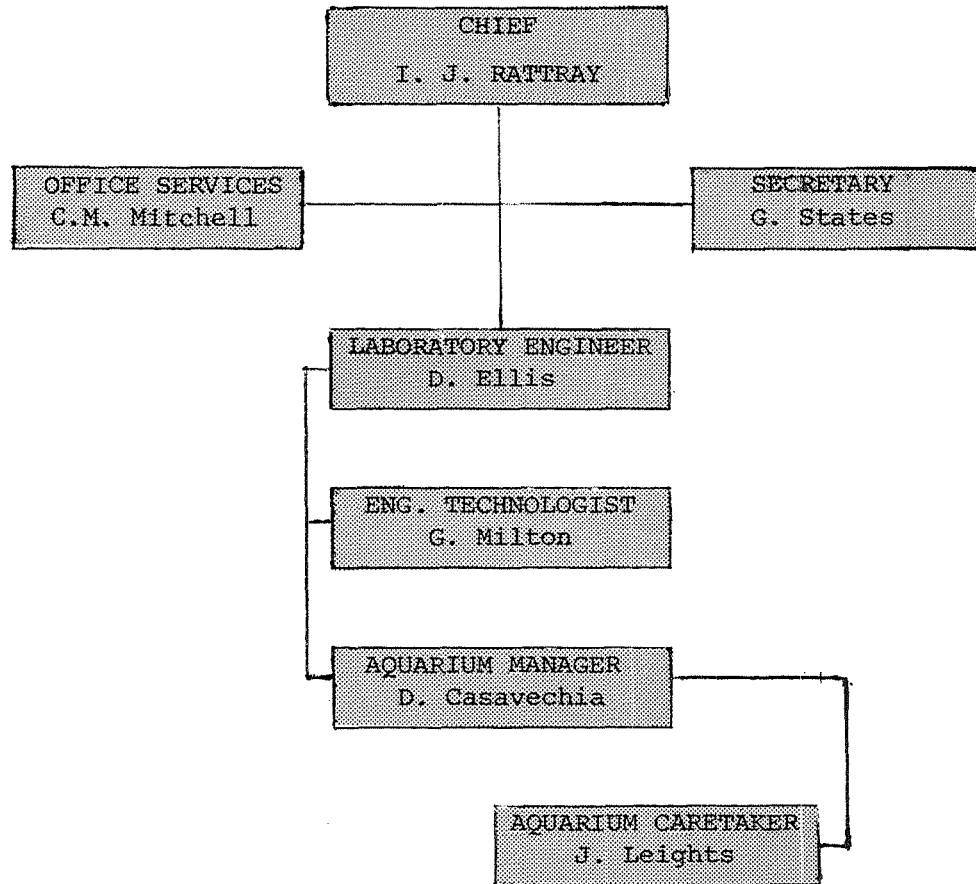 CHIEF
I. J. RATTRAY
OFFICE SERVICES
C.M. Mitchell
SECRETARY
G. States
LABORATORY ENGINEER
D. Ellis
ENG. TECHNOLOGIST
G. Milton
AQUARIUM MANAGER
D. Casavechia
AQUARIUM CARETAKER
J. Leights